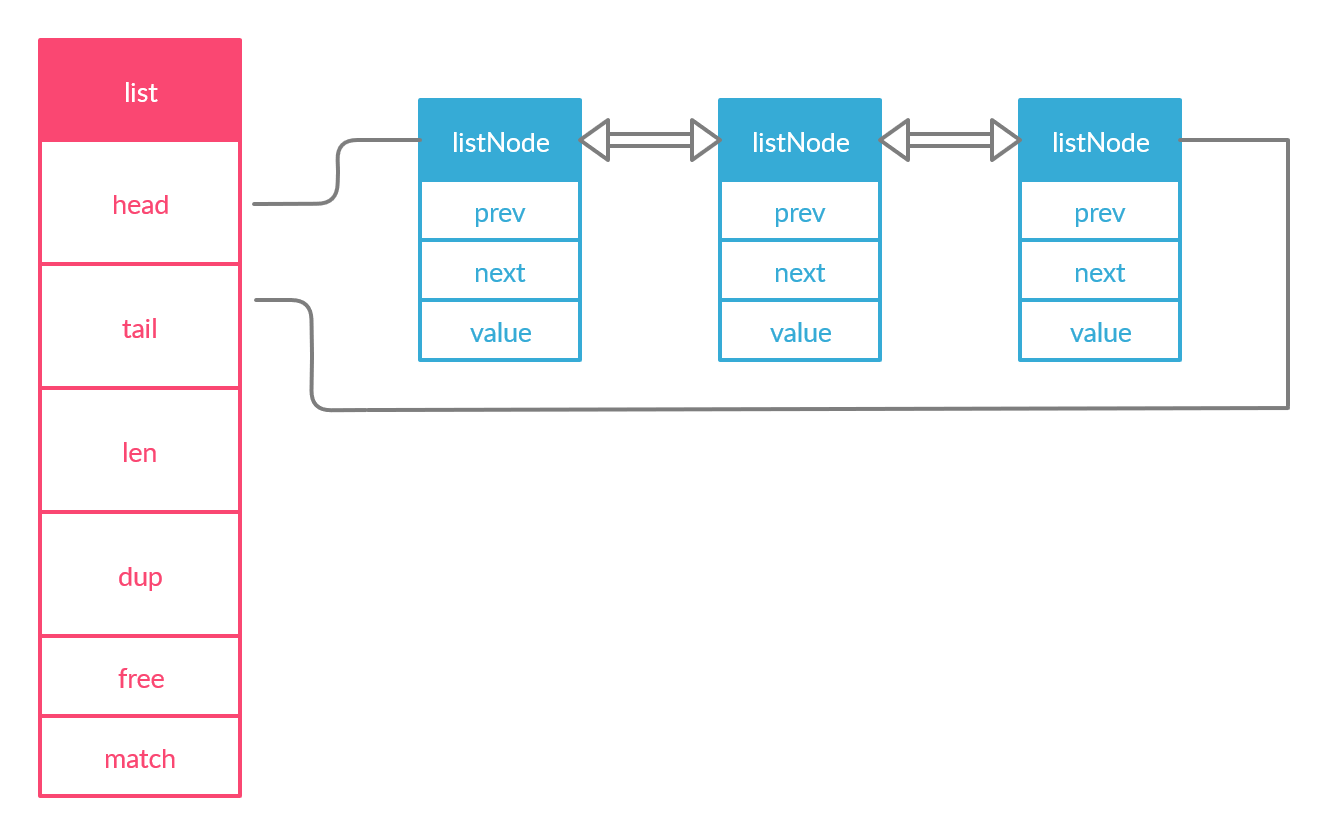 list
head
tail
len
dup
free
match
listNode
prev
next
value
listNode
prev
next
value
listNode
prev
next
value